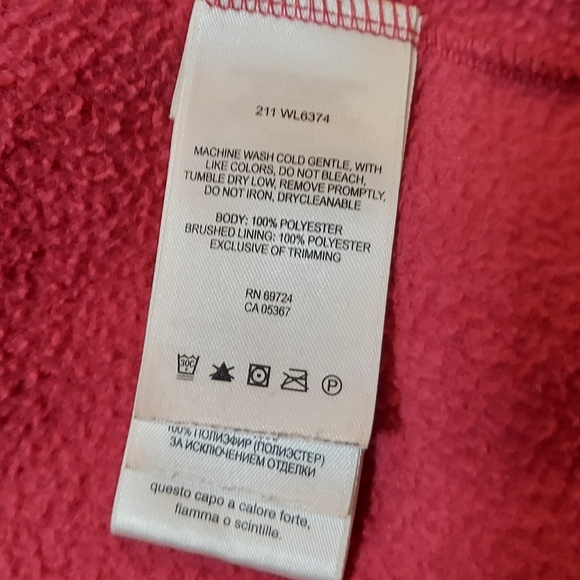 211 WL6374
MACHINE WASH COLD GENTLE, WITH
LIKE COLORS, DO NOT BLEACH,
TUMBLE DRY LOW, REMOVE PROMPTLY,
DO NOT IRON, DRYCLEANABLE
BODY: 100% POLYESTER
BRUSHED LINING: 100% POLYESTER
EXCLUSIVE OF TRIMMING
RN 69724
CA 05367
30C
P
100% ПОЛИЭФИР (ПОЛИЭСТЕР)
ЗА ИСКЛЮЧЕНИЕМ ОТДЕЛКИ
questo capo a calore forte,
fiamma o scintille.